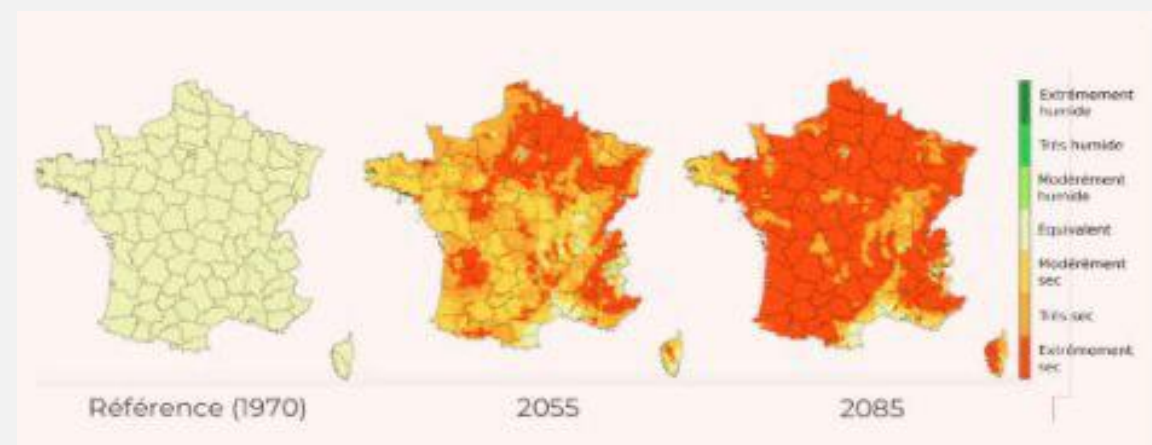 Extrêmement
humide
Très humide
Modérément
humide
Equivalent
Modérément
sec
Très sec
Extrêmement
sec
Référence (1970)
2055
2085